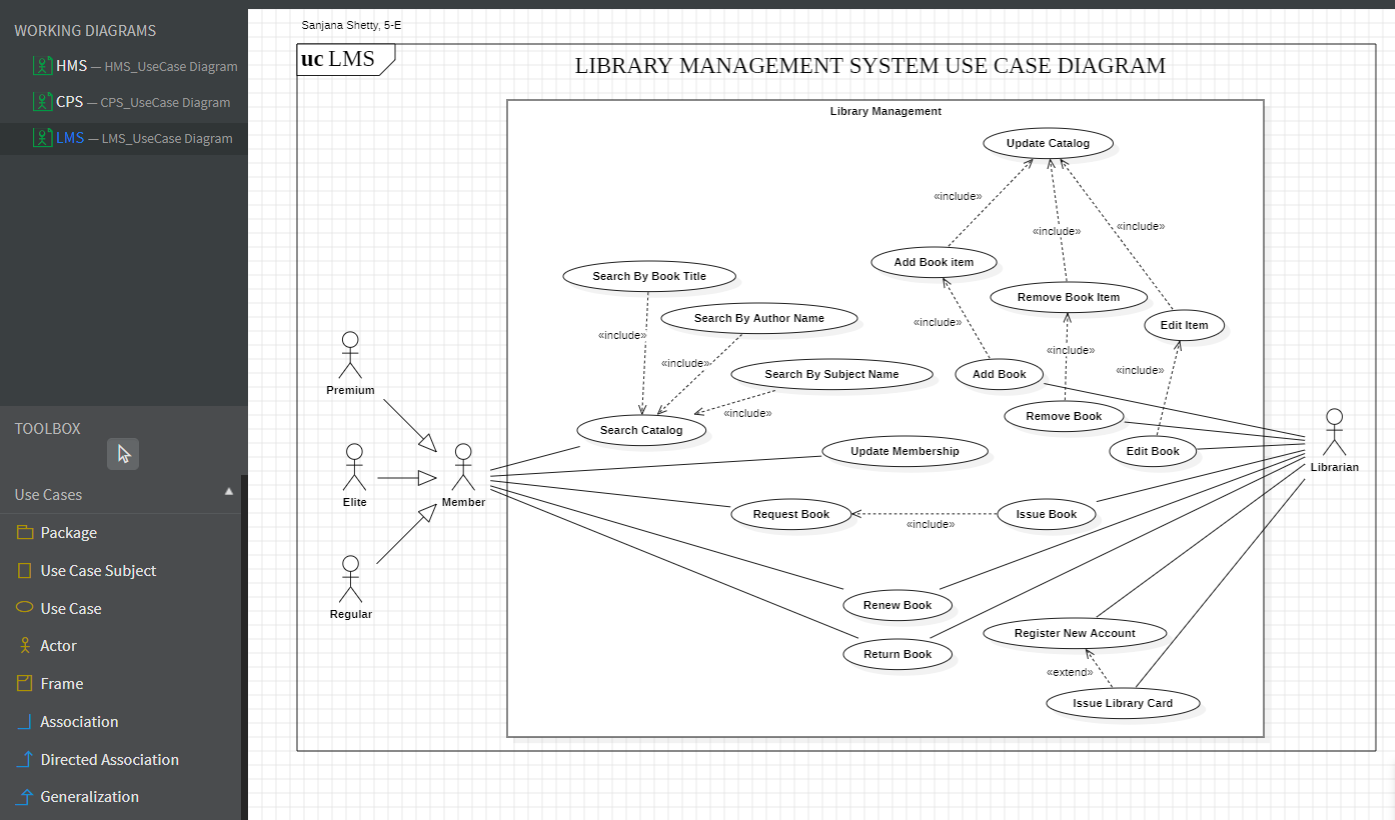 WORKING DIAGRAMS
HMS — HMS_UseCase Diagram
CPS — CPS_UseCase Diagram
LMS — LMS_UseCase Diagram
TOOLBOX
Use Cases
Package
Use Case Subject
Use Case
Actor
Frame
Association
Directed Association
Generalization
Sanjana Shetty, 5-E
uc LMS
LIBRARY MANAGEMENT SYSTEM USE CASE DIAGRAM
Library Management
Update Catalog
«include»
«include»
«include»
Add Book item
Search By Book Title
Remove Book Item
Search By Author Name
Edit Item
«include»
«include»
«include»
«include»
«include»
«include»
Search By Subject Name
Add Book
Premium
«include»
Remove Book
Search Catalog
Update Membership
Edit Book
Librarian
Elite
Member
Request Book
«include»
Issue Book
Renew Book
Regular
Register New Account
Return Book
«extend»
Issue Library Card